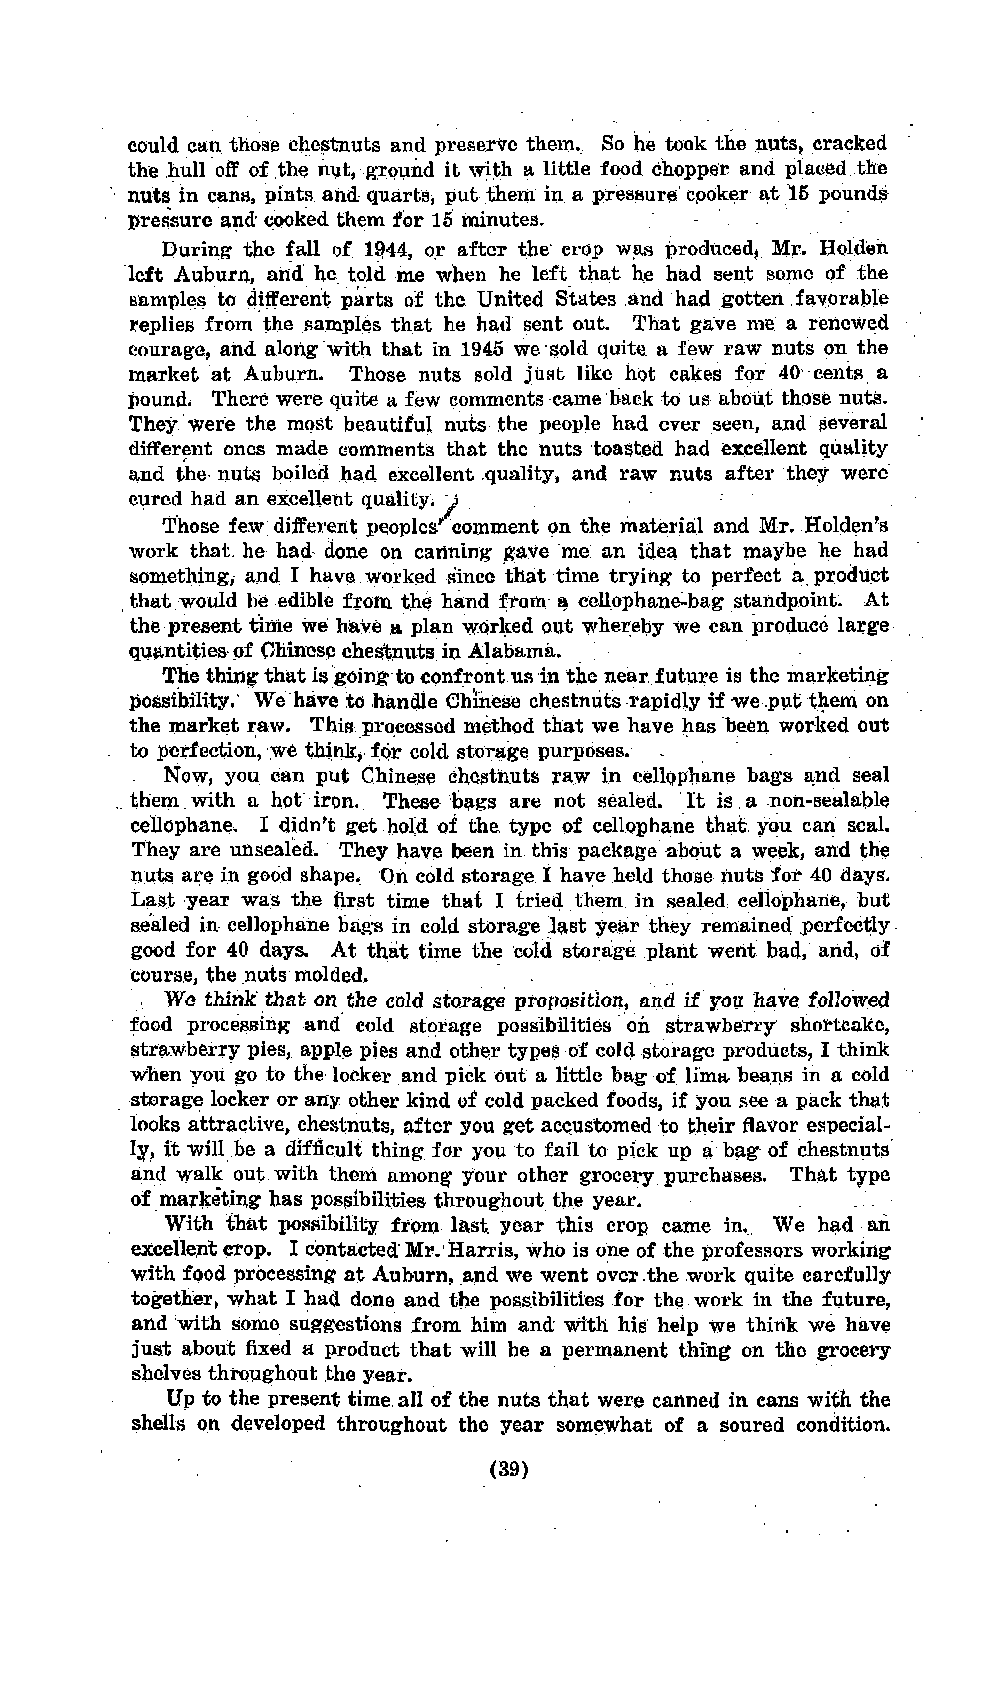 could can those chestnuts and preserve them. So he took the nuts, cracked
the hull off of the nut, ground it with a little food chopper and placed the
nuts in cans, pints and quarts, put them in a pressure cooker at 15 pounds
pressure and cooked them for 15 minutes.
During the fall of 1944, or after the crop was produced, Mr. Holden
left Auburn, and he told me when he left that he had sent some of the
samples to different parts of the United States and had gotten favorable
replies from the samples that he had sent out. That gave me a renewed
courage, and along with that in 1945 we sold quite a few raw nuts on the
market at Auburn. Those nuts sold just like hot cakes for 40 cents a
pound. There were quite a few comments came back to us about those nuts.
They were the most beautiful nuts the people had ever seen, and several
different ones made comments that the nuts toasted had excellent quality
and the nuts boiled had excellent quality, and raw nuts after they were
cured had an excellent quality.
Those few different peoples' comment on the material and Mr. Holden's
work that he had done on canning gave me an idea that maybe he had
something, and I have worked since that time trying to perfect a product
that would be edible from the hand from a cellophane-bag standpoint. At
the present time we have a plan worked out whereby we can produce large
quantities of Chinese chestnuts in Alabama.
The thing that is going to confront us in the near future is the marketing
possibility. We have to handle Chinese chestnuts rapidly if we put them on
the market raw. This processed method that we have has been worked out
to perfection, we think, for cold storage purposes.
Now, you can put Chinese chestnuts raw in cellophane bags and seal
them with a hot iron. These bags are not sealed. It is a non-sealable
cellophane. I didn't get hold of the type of cellophane that you can seal.
They are unsealed. They have been in this package about a week, and the
nuts are in good shape. On cold storage I have held those nuts for 40 days.
Last year was the first time that I tried them in sealed cellophane, but
sealed in cellophane bags in cold storage last year they remained perfectly
good for 40 days. At that time the cold storage plant went bad, and, of
course, the nuts molded.
We think that on the cold storage proposition, and if you have followed
food processing and cold storage possibilities on strawberry shortcake,
strawberry pies, apple pies and other types of cold storage products, I think
when you go to the locker and pick out a little bag of lima beans in a cold
storage locker or any other kind of cold packed foods, if you see a pack that
looks attractive, chestnuts, after you get accustomed to their flavor especial-
ly, it will be a difficult thing for you to fail to pick up a bag of chestnuts
and walk out with them among your other grocery purchases. That type
of marketing has possibilities throughout the year.
With that possibility from last year this crop came in. We had an
excellent crop. I contacted Mr. Harris, who is one of the professors working
with food processing at Auburn, and we went over the work quite carefully
together, what I had done and the possibilities for the work in the future,
and with some suggestions from him and with his help we think we have
just about fixed a product that will be a permanent thing on the grocery
shelves throughout the year.
Up to the present time all of the nuts that were canned in cans with the
shells on developed throughout the year somewhat of a soured condition.
(39)